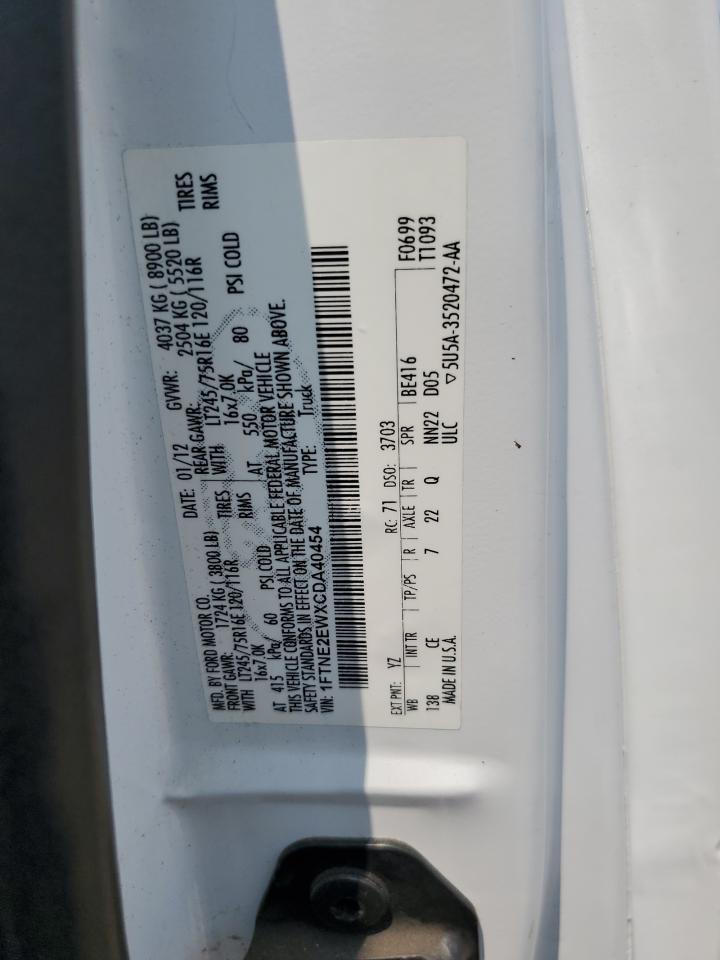 MFD. BY FORD MOTOR CO.
DATE: 01/12 GVWR: 4037 KG ( 8900 LB)
FRONT GAWR: 1724 KG ( 3800 LB) REAR GAWR: 2504 KG ( 5520 LB)
WITH LT245/75R16E 120/116R TIRES WITH LT245/75R16E 120/116R TIRES
16x7.0K RIMS 16x7.0K RIMS
AT 415 kPa/ 60 PSI COLD AT 550 kPa/ 80 PSI COLD
THIS VEHICLE CONFORMS TO ALL APPLICABLE FEDERAL MOTOR VEHICLE
SAFETY STANDARDS IN EFFECT ON THE DATE OF MANUFACTURE SHOWN ABOVE.
VIN: 1FTNE2EWXCDA40454 TYPE: Truck
EXT PNT: YZ RC: 71 DSO: 3703 F0699
WB INT TR TP/PS R AXLE TR SPR BE416 T1093
138 CE 7 22 Q NN22 D05
MADE IN U.S.A. ULC ▽5U5A-3520472-AA